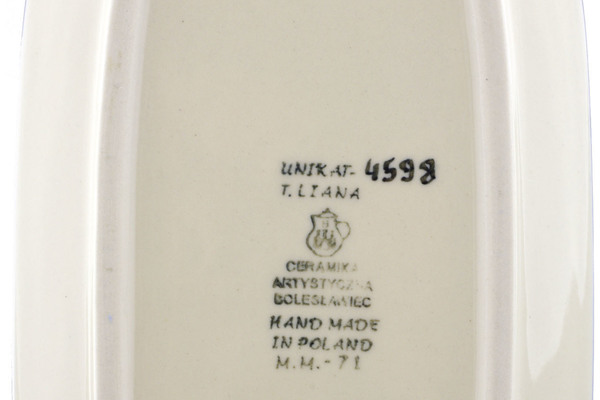 UNIKAT- 4598
T. LIANA
CERAMIKA
ARTYSTYCZNA
BOLESŁAWIEC
HAND MADE
IN POLAND
M.M.-71